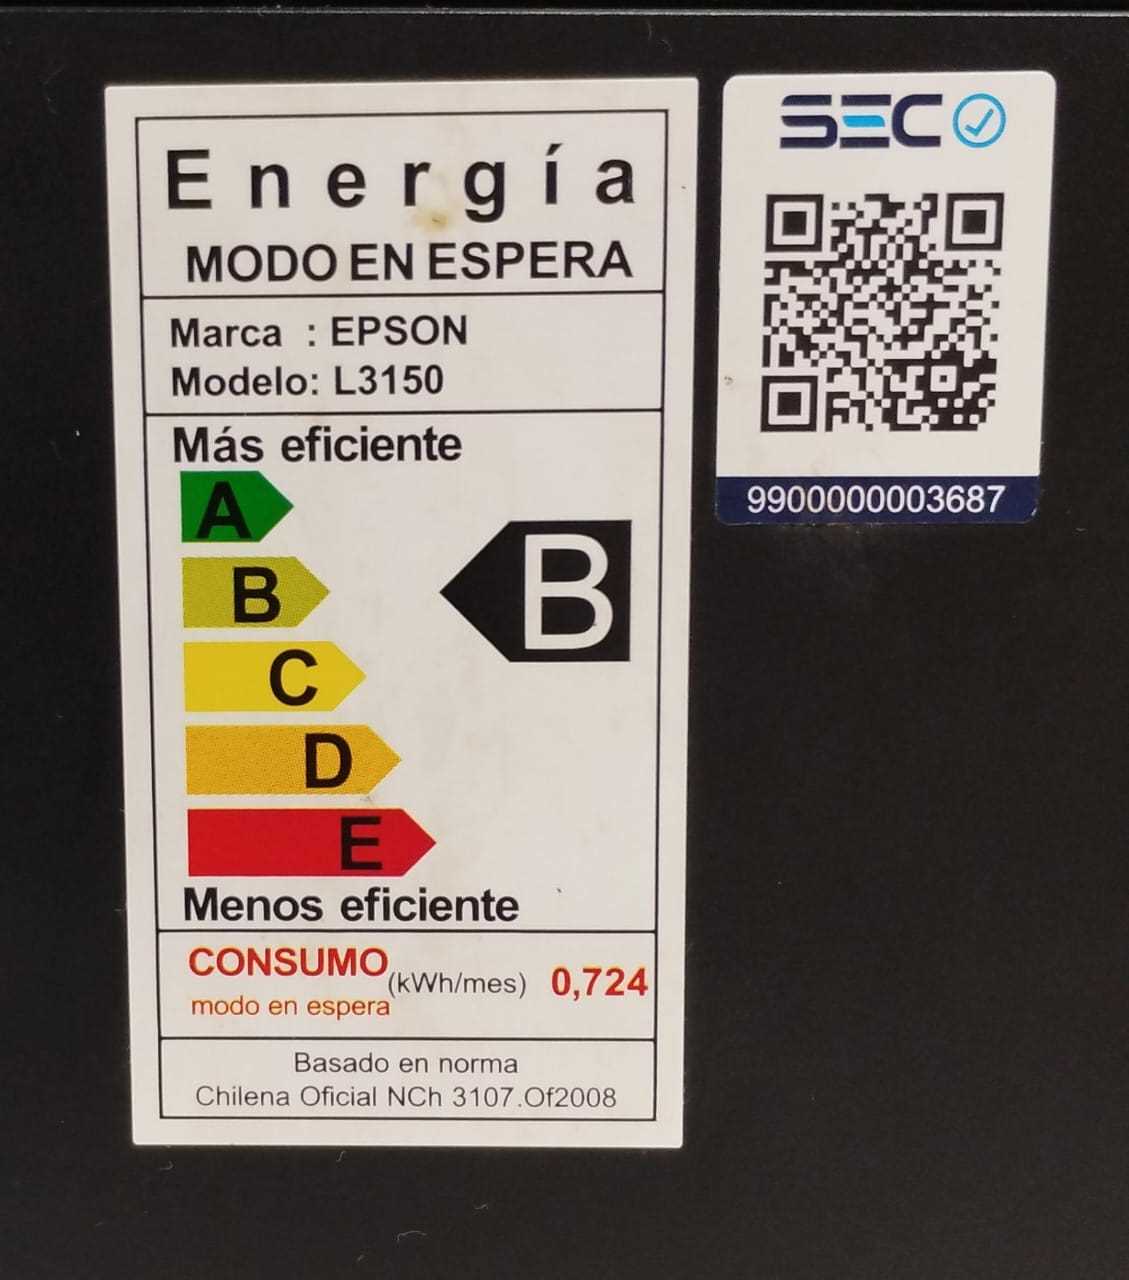 Energía
MODO EN ESPERA
Marca : EPSON
Modelo: L3150
Más eficiente
A
B
C
D
E
B
Menos eficiente
CONSUMO (kWh/mes) 0,724
modo en espera
Basado en norma
Chilena Oficial NCh 3107.Of2008
SEC
9900000003687